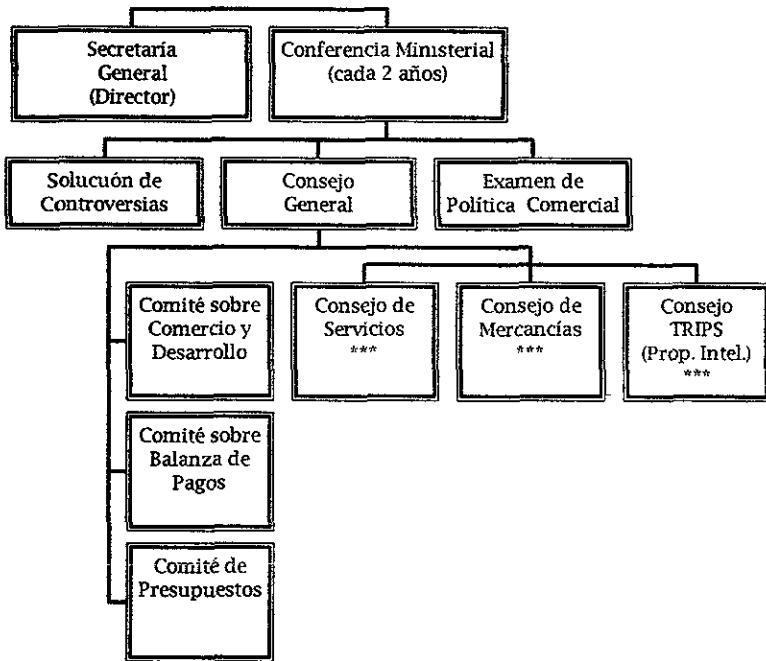 Secretaría
General
(Director)
Conferencia Ministerial
(cada 2 años)
Solucuón de
Controversias
Consejo
General
Examen de
Política Comercial
Comité sobre
Comercio y
Desarrollo
Consejo de
Servicios
***
Consejo de
Mercancías
***
Consejo
TRIPS
(Prop. Intel.)
***
Comité sobre
Balanza de
Pagos
Comité de
Presupuestos